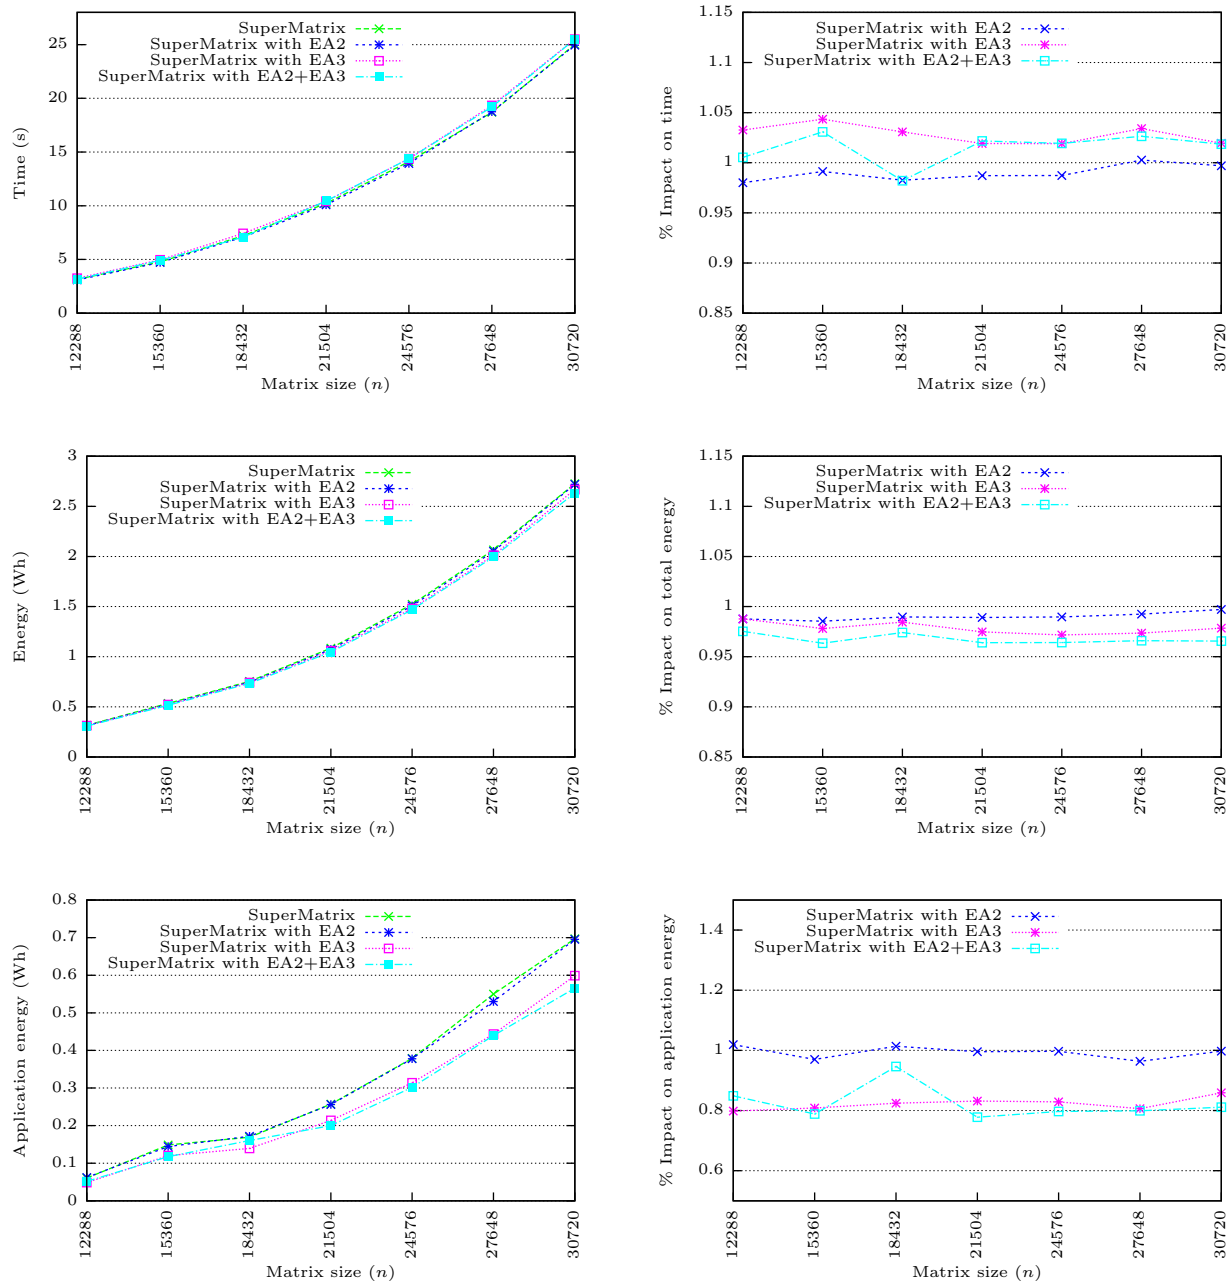 Time (s)
25
20
15
10
5
0
SuperMatrix
SuperMatrix with EA2
SuperMatrix with EA3
SuperMatrix with EA2+EA3
12288
15360
18432
21504
24576
27648
30720
Matrix size (n)
% Impact on time
1.15
1.1
1.05
1
0.95
0.9
0.85
SuperMatrix with EA2
SuperMatrix with EA3
SuperMatrix with EA2+EA3
12288
15360
18432
21504
24576
27648
30720
Matrix size (n)
Energy (Wh)
3
2.5
2
1.5
1
0.5
0
SuperMatrix
SuperMatrix with EA2
SuperMatrix with EA3
SuperMatrix with EA2+EA3
12288
15360
18432
21504
24576
27648
30720
Matrix size (n)
% Impact on total energy
1.15
1.1
1.05
1
0.95
0.9
0.85
SuperMatrix with EA2
SuperMatrix with EA3
SuperMatrix with EA2+EA3
12288
15360
18432
21504
24576
27648
30720
Matrix size (n)
Application energy (Wh)
0.8
0.7
0.6
0.5
0.4
0.3
0.2
0.1
0
SuperMatrix
SuperMatrix with EA2
SuperMatrix with EA3
SuperMatrix with EA2+EA3
12288
15360
18432
21504
24576
27648
30720
Matrix size (n)
% Impact on application energy
1.4
1.2
1
0.8
0.6
SuperMatrix with EA2
SuperMatrix with EA3
SuperMatrix with EA2+EA3
12288
15360
18432
21504
24576
27648
30720
Matrix size (n)